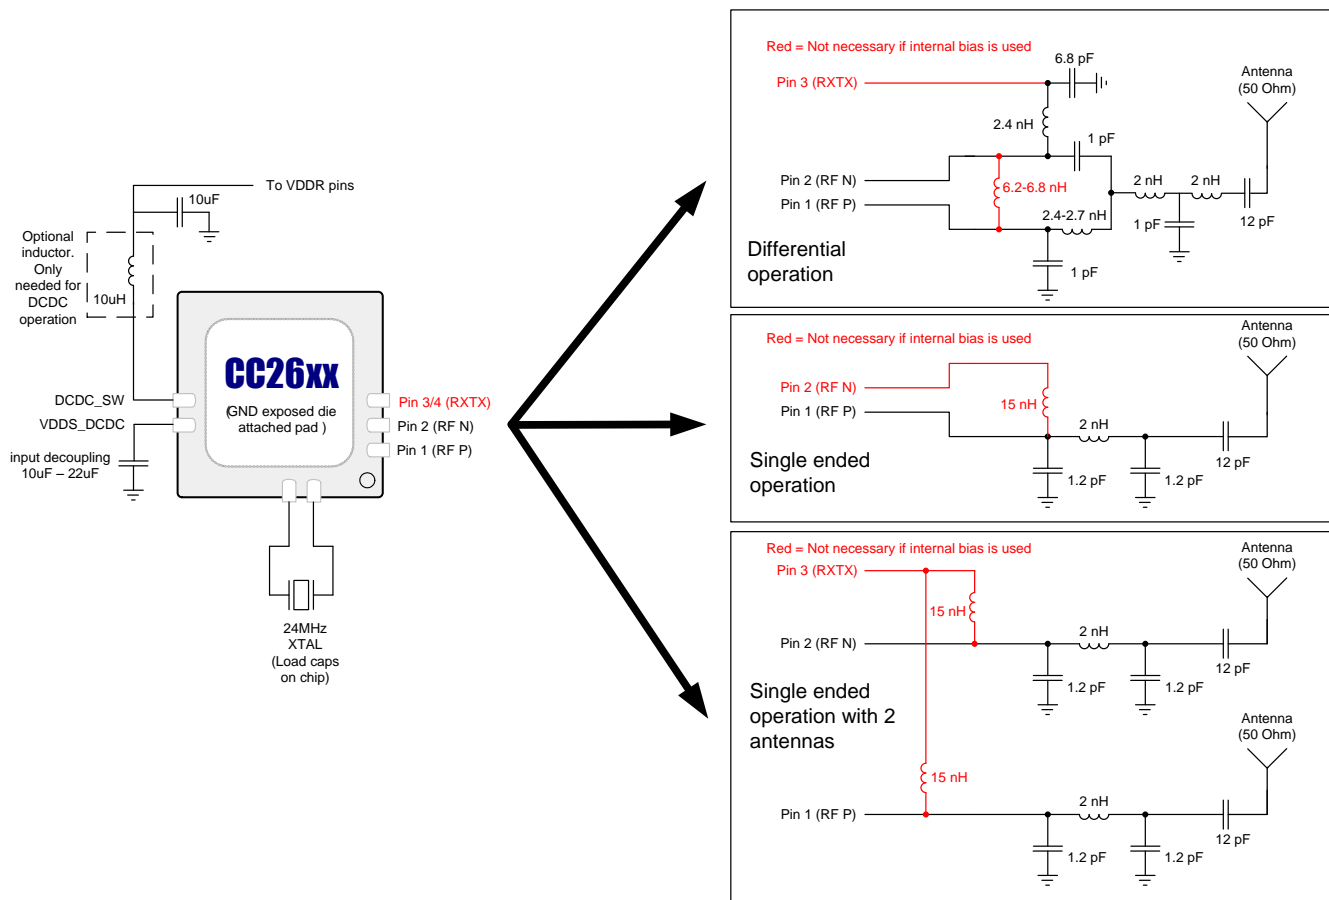 To VDDR pins
10uF
Optional
inductor.
Only
needed for
DCDC
operation
10uH
CC26xx
(GND exposed die
attached pad )
DCDC_SW
VDDS_DCDC
input decoupling
10uF – 22uF
Pin 3/4 (RXTX)
Pin 2 (RF N)
Pin 1 (RF P)
24MHz
XTAL
(Load caps
on chip)
Red = Not necessary if internal bias is used
Pin 3 (RXTX)
6.8 pF
Antenna
(50 Ohm)
2.4 nH
1 pF
Pin 2 (RF N)
6.2-6.8 nH
2 nH
2 nH
Pin 1 (RF P)
2.4-2.7 nH
1 pF
12 pF
Differential
operation
1 pF
Red = Not necessary if internal bias is used
Antenna
(50 Ohm)
Pin 2 (RF N)
15 nH
Pin 1 (RF P)
2 nH
12 pF
Single ended
operation
1.2 pF
1.2 pF
Red = Not necessary if internal bias is used
Antenna
(50 Ohm)
Pin 3 (RXTX)
15 nH
2 nH
Pin 2 (RF N)
12 pF
1.2 pF
1.2 pF
Single ended
operation with 2
antennas
Antenna
(50 Ohm)
15 nH
2 nH
Pin 1 (RF P)
12 pF
1.2 pF
1.2 pF